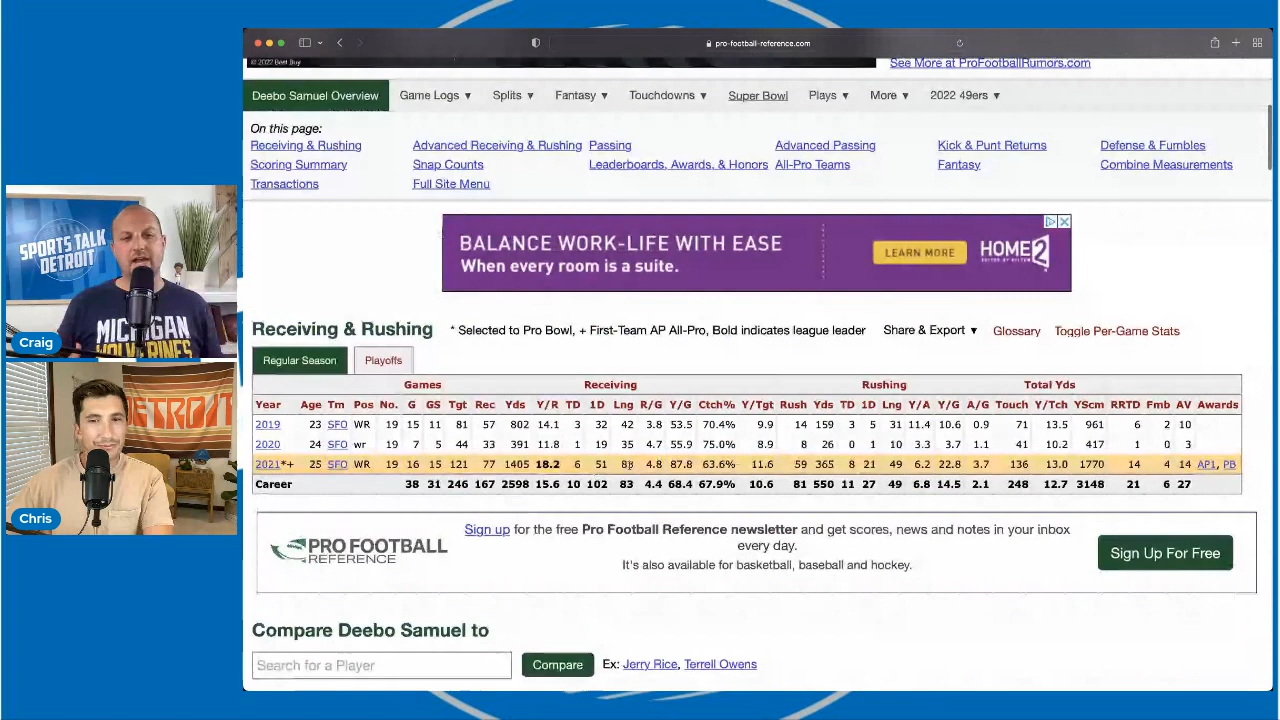 pro-football-reference.com
© 2022 Best Buy
See More at ProFootballRumors.com
Deebo Samuel Overview Game Logs ▼ Splits ▼ Fantasy ▼ Touchdowns ▼ Super Bowl Plays ▼ More ▼ 2022 49ers ▼
On this page:
Receiving & Rushing Advanced Receiving & Rushing Passing Advanced Passing Kick & Punt Returns Defense & Fumbles
Scoring Summary Snap Counts Leaderboards, Awards, & Honors All-Pro Teams Fantasy Combine Measurements
Transactions Full Site Menu
BALANCE WORK-LIFE WITH EASE
When every room is a suite.
LEARN MORE
HOME2
SUITES BY HILTON
SPORTS TALK
DETROIT
MICHIGAN
WOLVERINES
Craig
DETROIT
Chris
Receiving & Rushing * Selected to Pro Bowl, + First-Team AP All-Pro, Bold indicates league leader Share & Export ▼ Glossary Toggle Per-Game Stats
Regular Season Playoffs
Games Receiving Rushing Total Yds
Year Age Tm Pos No. G GS Tgt Rec Yds Y/R TD 1D Lng R/G Y/G Ctch% Y/Tgt Rush Yds TD 1D Lng Y/A Y/G A/G Touch Y/Tch YScm RRTD Fmb AV Awards
2019 23 SFO WR 19 15 11 81 57 802 14.1 3 32 42 3.8 53.5 70.4% 9.9 14 159 3 5 31 11.4 10.6 0.9 71 13.5 961 6 2 10
2020 24 SFO wr 19 7 5 44 33 391 11.8 1 19 35 4.7 55.9 75.0% 8.9 8 26 0 1 10 3.3 3.7 1.1 41 10.2 417 1 0 3
2021*+ 25 SFO WR 19 16 15 121 77 1405 18.2 6 51 83 4.8 87.8 63.6% 11.6 59 365 8 21 49 6.2 22.8 3.7 136 13.0 1770 14 4 14 AP1, PB
Career 38 31 246 167 2598 15.6 10 102 83 4.4 68.4 67.9% 10.6 81 550 11 27 49 6.8 14.5 2.1 248 12.7 3148 21 6 27
PRO FOOTBALL
REFERENCE
Sign up for the free Pro Football Reference newsletter and get scores, news and notes in your inbox
every day.
It's also available for basketball, baseball and hockey.
Sign Up For Free
Compare Deebo Samuel to
Search for a Player Compare Ex: Jerry Rice, Terrell Owens